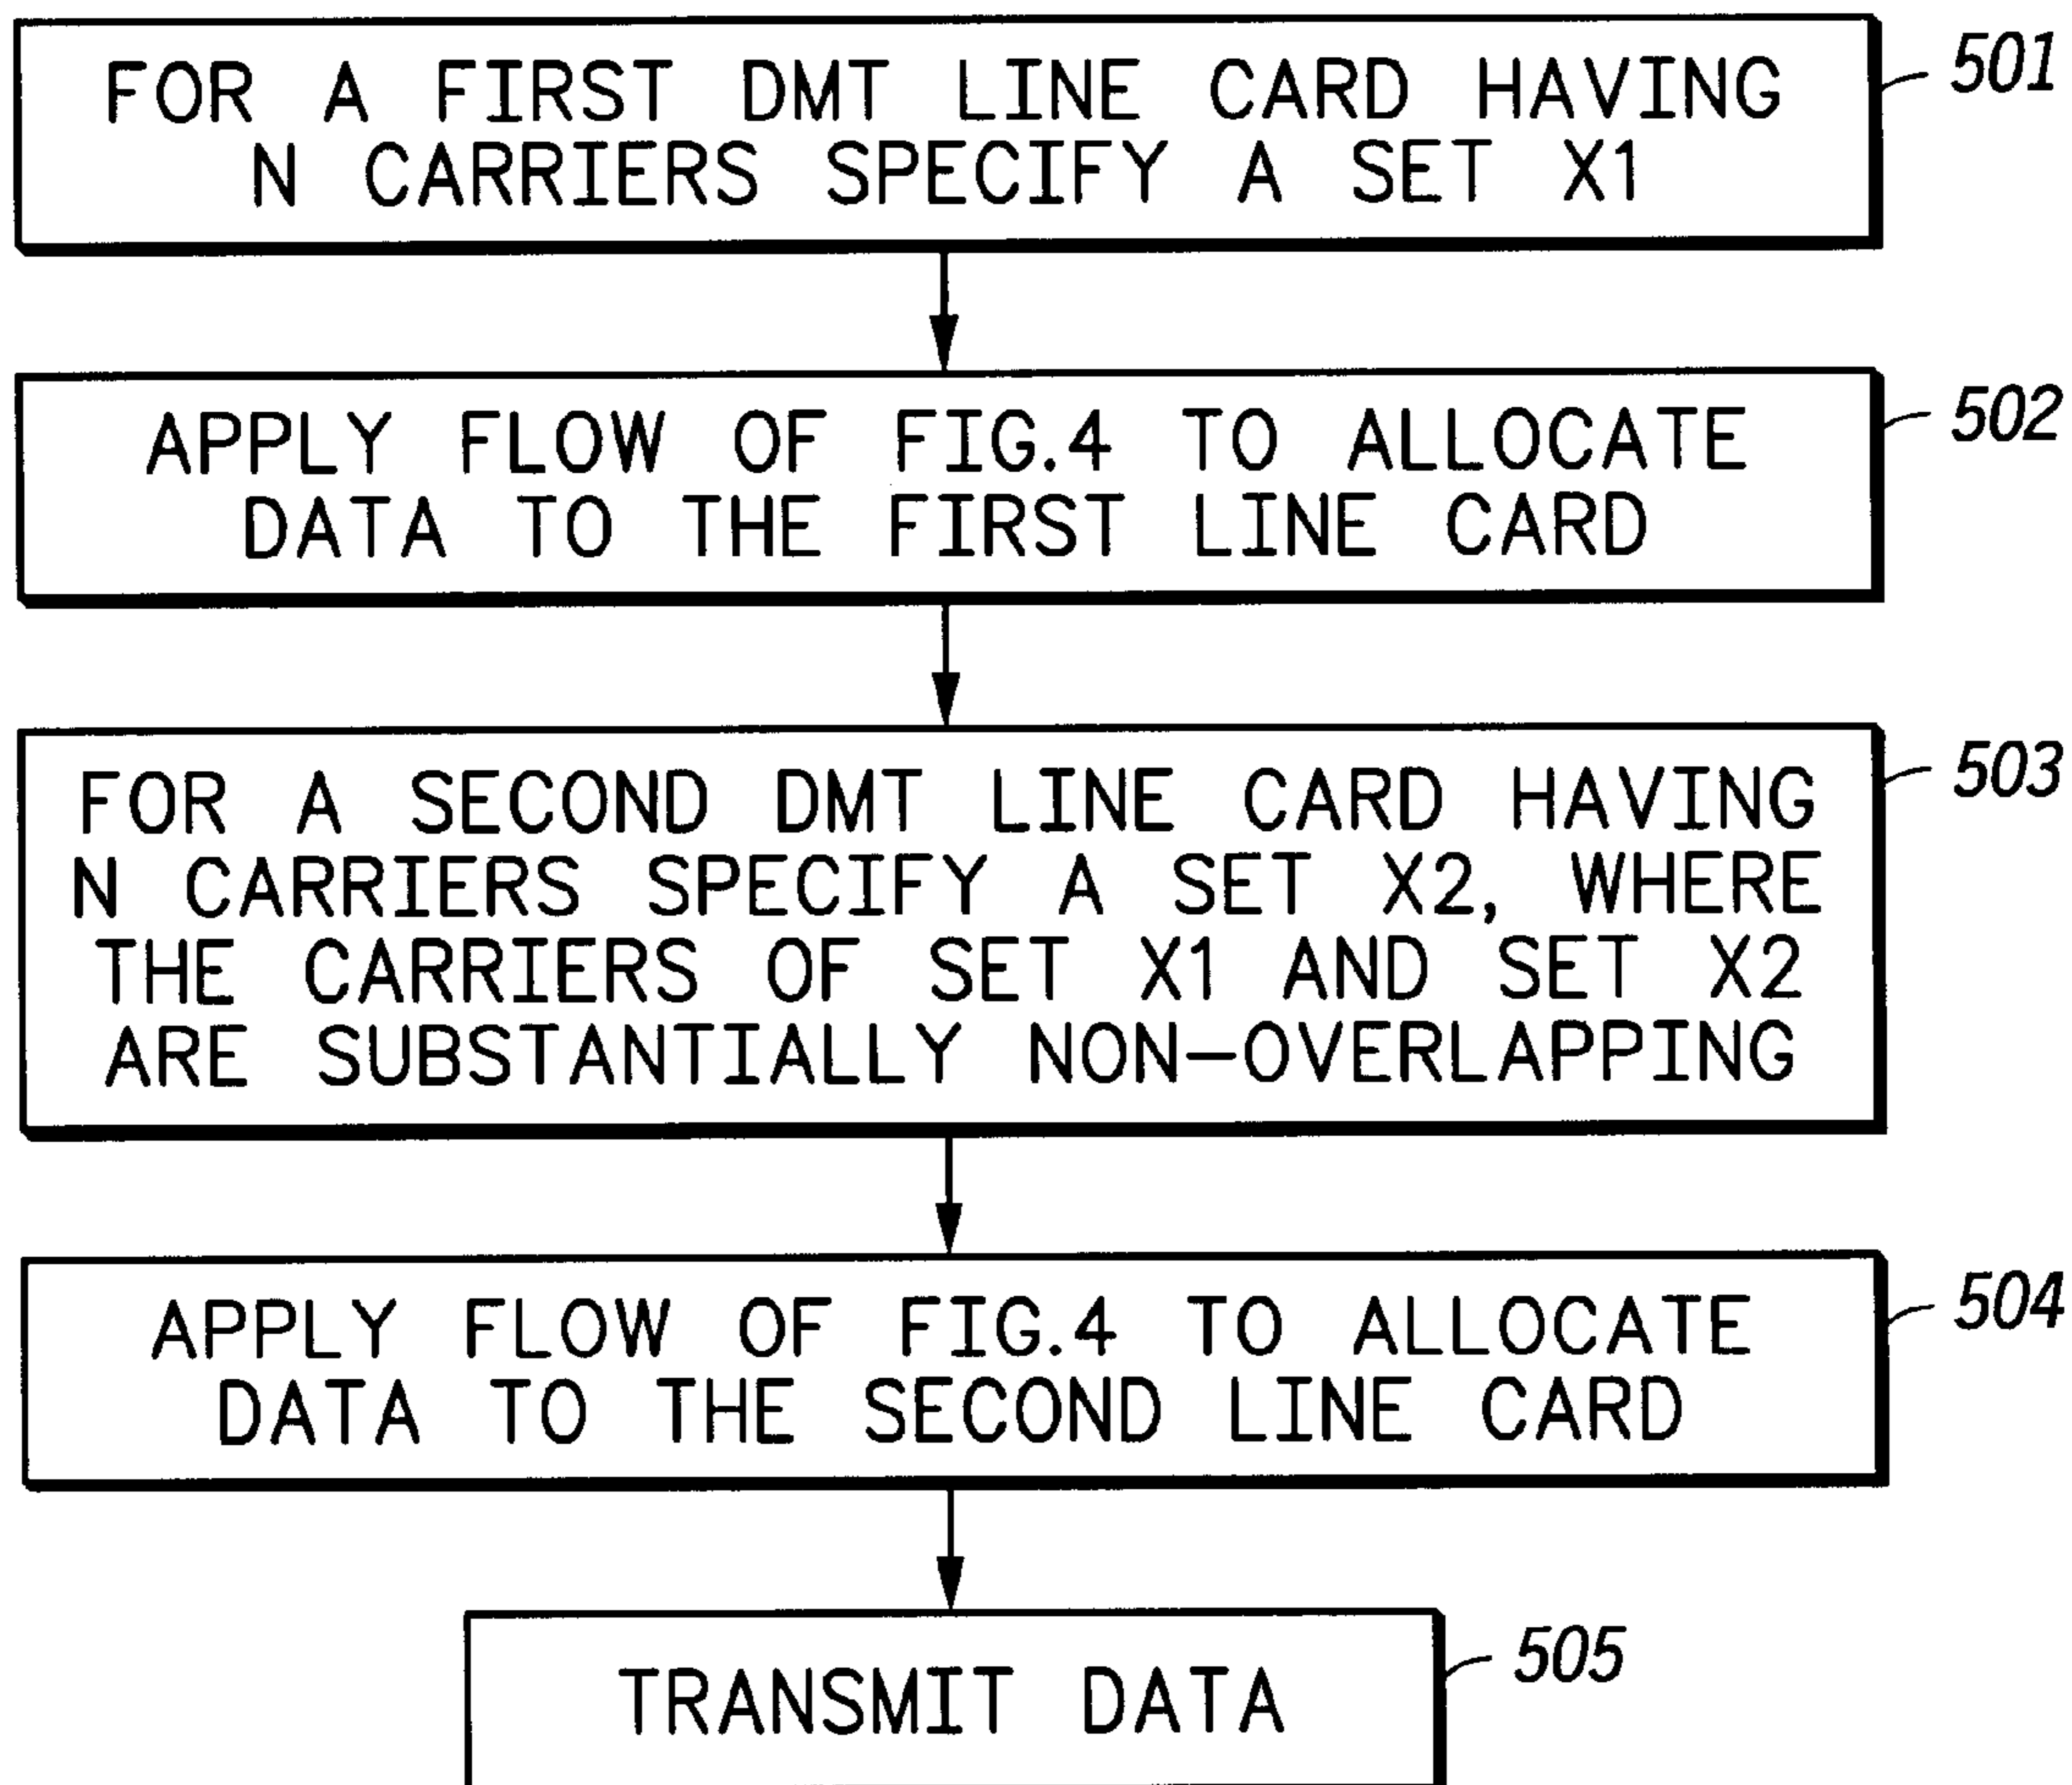 FOR A FIRST DMT LINE CARD HAVING
N CARRIERS SPECIFY A SET X1
501
APPLY FLOW OF FIG.4 TO ALLOCATE
DATA TO THE FIRST LINE CARD
502
FOR A SECOND DMT LINE CARD HAVING
N CARRIERS SPECIFY A SET X2, WHERE
THE CARRIERS OF SET X1 AND SET X2
ARE SUBSTANTIALLY NON-OVERLAPPING
503
APPLY FLOW OF FIG.4 TO ALLOCATE
DATA TO THE SECOND LINE CARD
504
TRANSMIT DATA
505